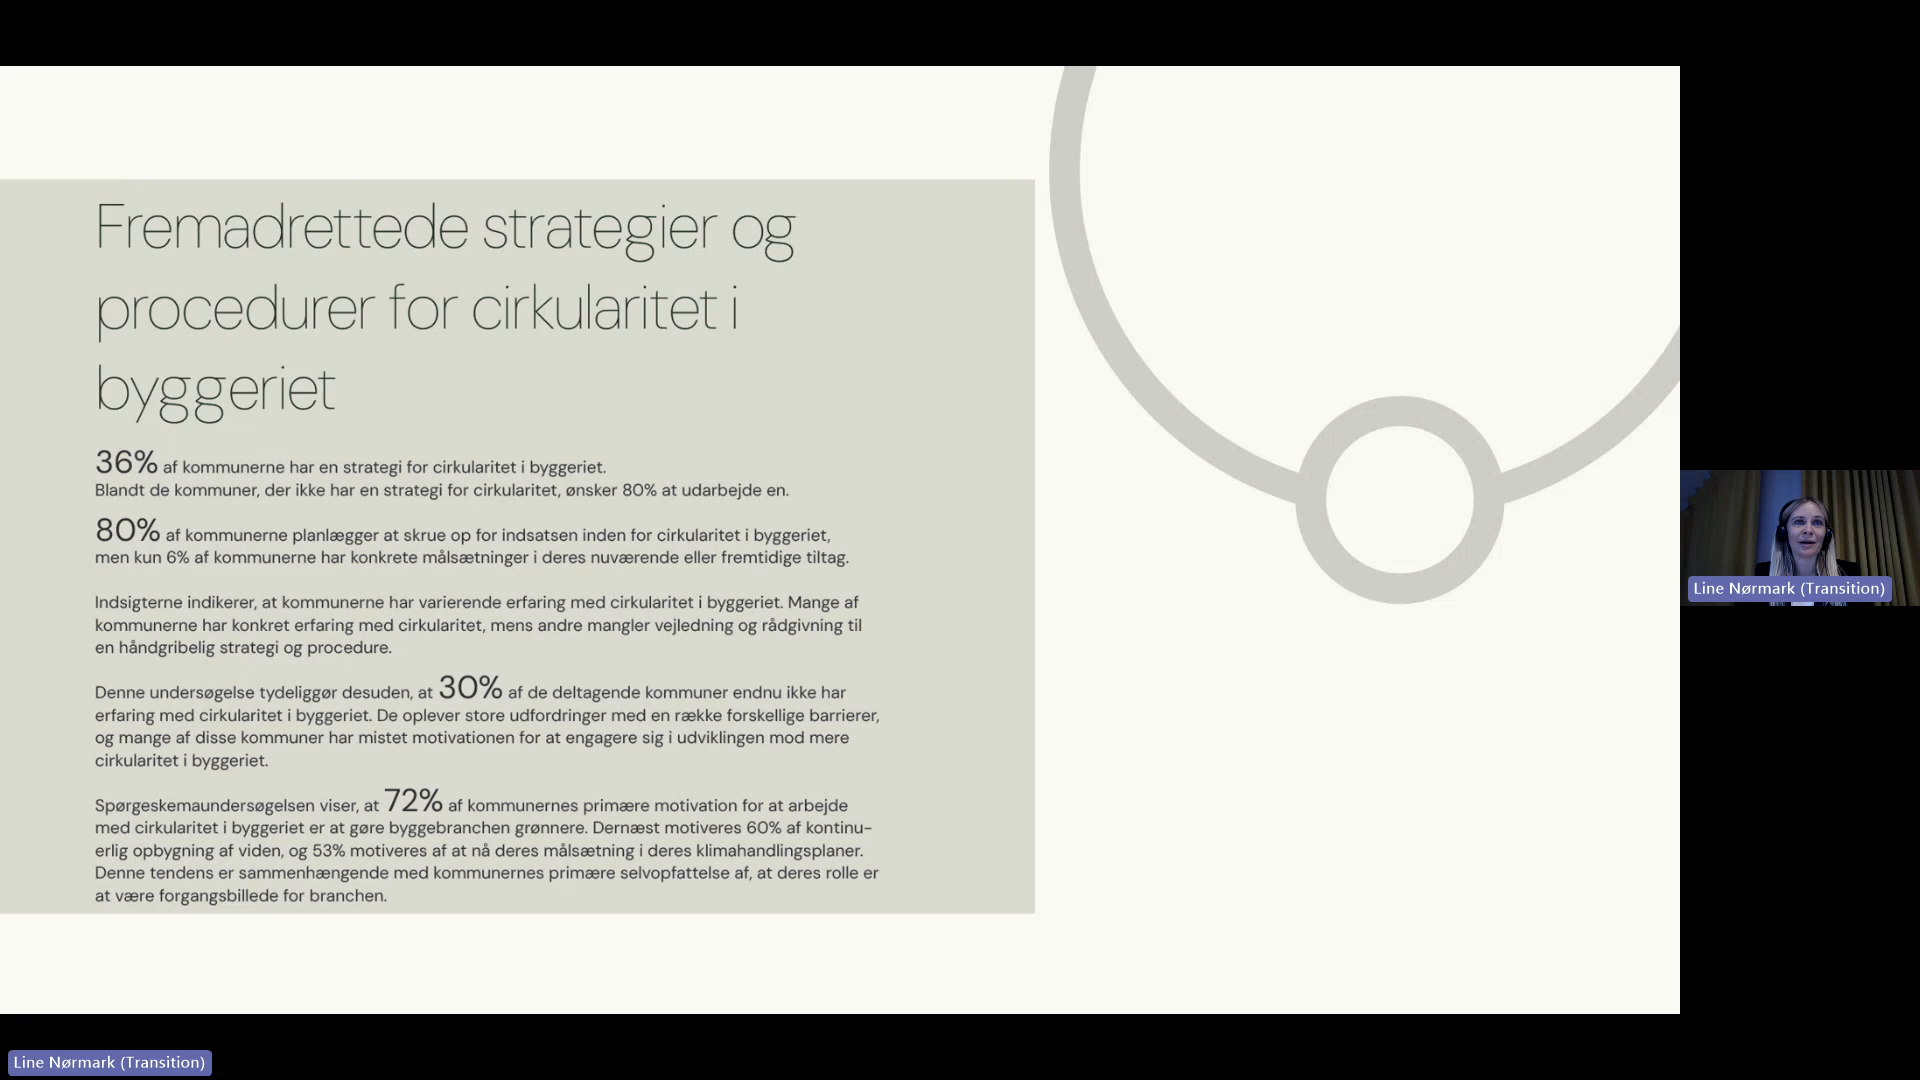 Fremadrettede strategier og
procedurer for cirkularitet i
byggeriet
36% af kommunerne har en strategi for cirkularitet i byggeriet.
Blandt de kommuner, der ikke har en strategi for cirkularitet, ønsker 80% at udarbejde en.
80% af kommunerne planlægger at skrue op for indsatsen inden for cirkularitet i byggeriet,
men kun 6% af kommunerne har konkrete målsætninger i deres nuværende eller fremtidige tiltag.
Indsigterne indikerer, at kommunerne har varierende erfaring med cirkularitet i byggeriet. Mange af
kommunerne har konkret erfaring med cirkularitet, mens andre mangler vejledning og rådgivning til
en håndgribelig strategi og procedure.
Denne undersøgelse tydeliggør desuden, at 30% af de deltagende kommuner endnu ikke har
erfaring med cirkularitet i byggeriet. De oplever store udfordringer med en række forskellige barrierer,
og mange af disse kommuner har mistet motivationen for at engagere sig i udviklingen mod mere
cirkularitet i byggeriet.
Spørgeskemaundersøgelsen viser, at 72% af kommunernes primære motivation for at arbejde
med cirkularitet i byggeriet er at gøre byggebranchen grønnere. Dernæst motiveres 60% af kontinu-
erlig opbygning af viden, og 53% motiveres af at nå deres målsætning i deres klimahandlingsplaner.
Denne tendens er sammenhængende med kommunernes primære selvopfattelse af, at deres rolle er
at være forgangsbillede for branchen.
Line Nørmark (Transition)
Line Nørmark (Transition)